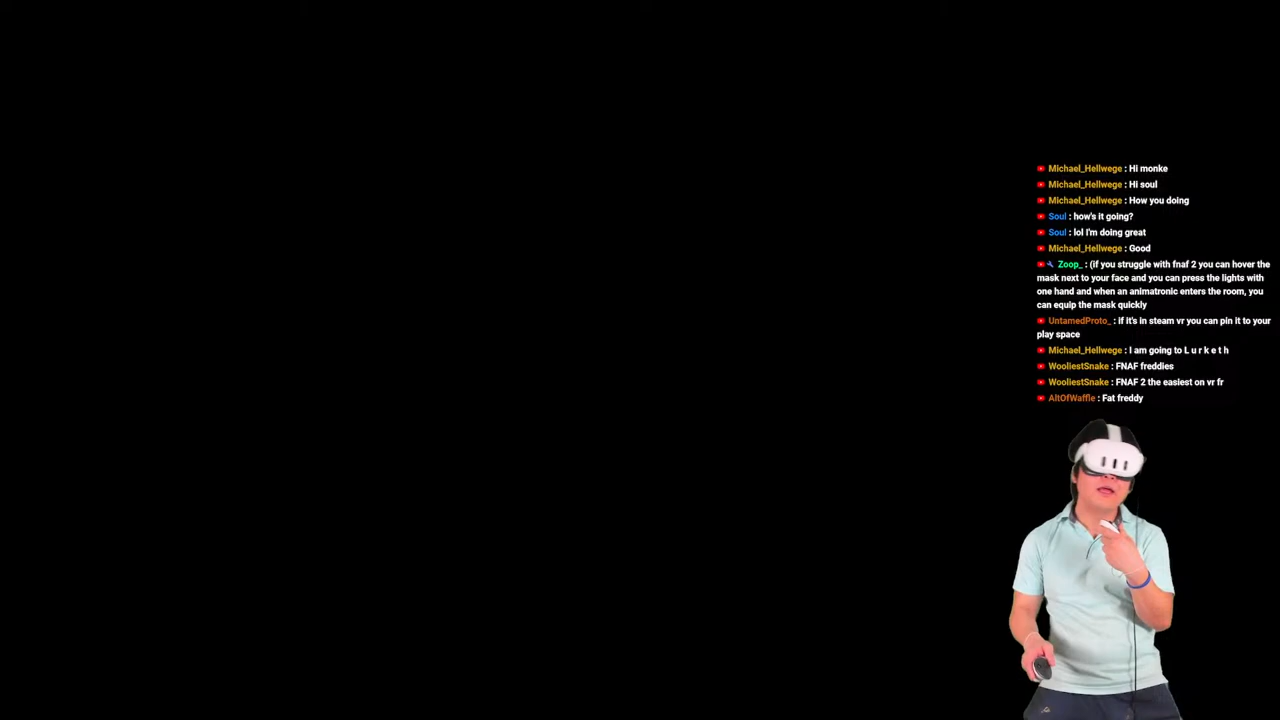 Michael_Hellwege : Hi monke
Michael_Hellwege : Hi soul
Michael_Hellwege : How you doing
Soul : how's it going?
Soul : lol I'm doing great
Michael_Hellwege : Good
Zoop_ : (if you struggle with fnaf 2 you can hover the
mask next to your face and you can press the lights with
one hand and when an animatronic enters the room, you
can equip the mask quickly
UntamedProto_ : if it's in steam vr you can pin it to your
play space
Michael_Hellwege : I am going to L u r k e t h
WooliestSnake : FNAF freddies
WooliestSnake : FNAF 2 the easiest on vr fr
AltOfWaffle : Fat freddy